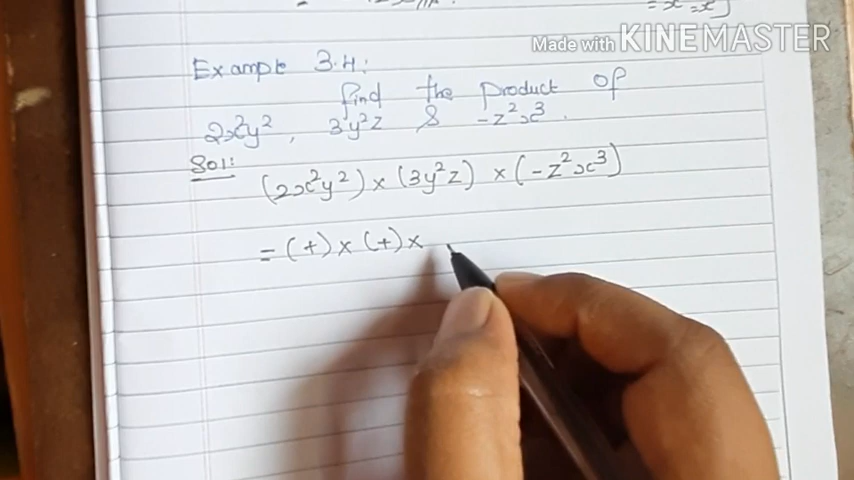 Made with KINEMASTER
Example 3.4:
find the product of
2x²y², 3y²z & -z²x³.
Sol:
(2x²y²) × (3y²z) × (-z²x³)
= (+) × (+) ×